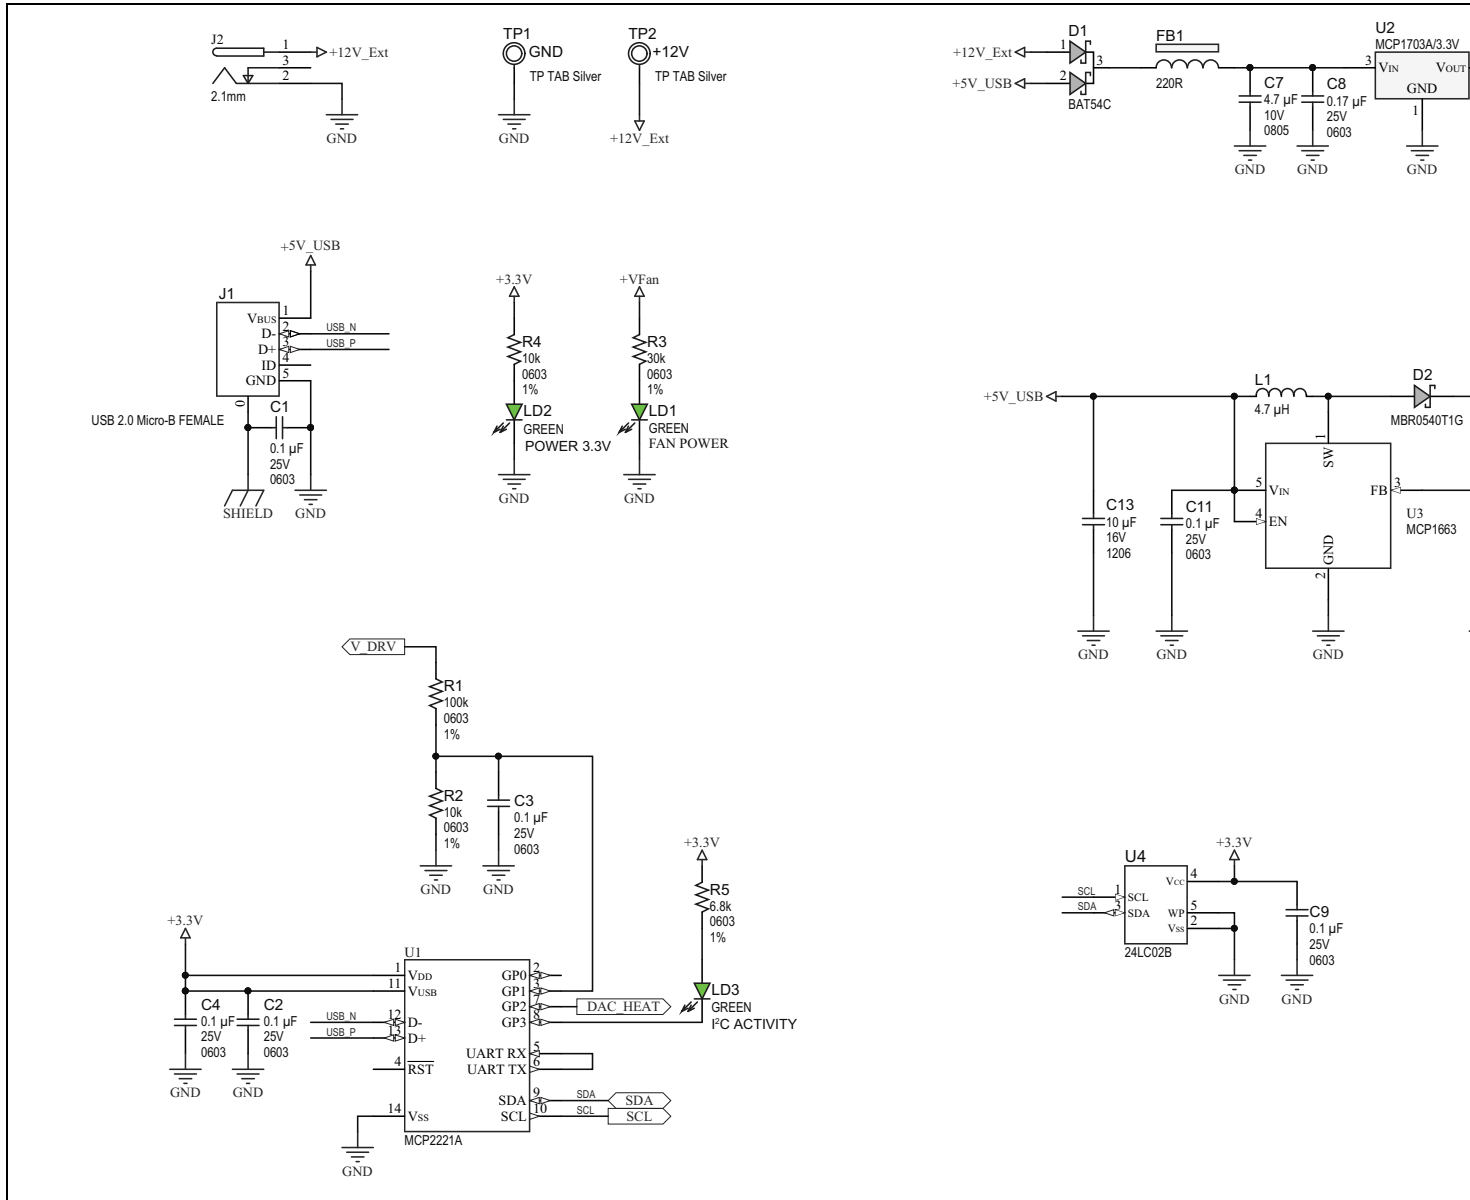 J2
1
+12V_Ext
3
2
2.1mm
GND
TP1
GND
TP TAB Silver
GND
TP2
+12V
TP TAB Silver
+12V_Ext
D1
+12V_Ext
1
+5V_USB
2
3
BAT54C
FB1
220R
C7
4.7 µF
10V
0805
GND
C8
0.17 µF
25V
0603
GND
U2
MCP1703A/3.3V
3
VIN
VOUT
GND
1
GND
+5V_USB
J1
VBUS
1
D-
2
USB_N
D+
3
USB_P
ID
4
GND
5
0
USB 2.0 Micro-B FEMALE
C1
0.1 µF
25V
0603
SHIELD
GND
+3.3V
R4
10k
0603
1%
LD2
GREEN
POWER 3.3V
GND
+VFan
R3
30k
0603
1%
LD1
GREEN
FAN POWER
GND
+5V_USB
L1
4.7 µH
D2
MBR0540T1G
1
SW
5
VIN
4
EN
FB
3
GND
2
U3
MCP1663
C13
10 µF
16V
1206
GND
C11
0.1 µF
25V
0603
GND
GND
V_DRV
R1
100k
0603
1%
R2
10k
0603
1%
GND
C3
0.1 µF
25V
0603
GND
+3.3V
R5
6.8k
0603
1%
LD3
GREEN
I²C ACTIVITY
+3.3V
C4
0.1 µF
25V
0603
GND
C2
0.1 µF
25V
0603
GND
U1
1
VDD
11
VUSB
USB_N
12
D-
USB_P
13
D+
4
RST
14
VSS
GND
GP0
2
GP1
3
GP2
7
DAC_HEAT
GP3
8
UART RX
5
UART TX
6
SDA
9
SDA
SDA
SCL
10
SCL
SCL
MCP2221A
U4
+3.3V
SCL
1
SCL
SDA
3
SDA
VCC
4
WP
5
VSS
2
24LC02B
GND
C9
0.1 µF
25V
0603
GND